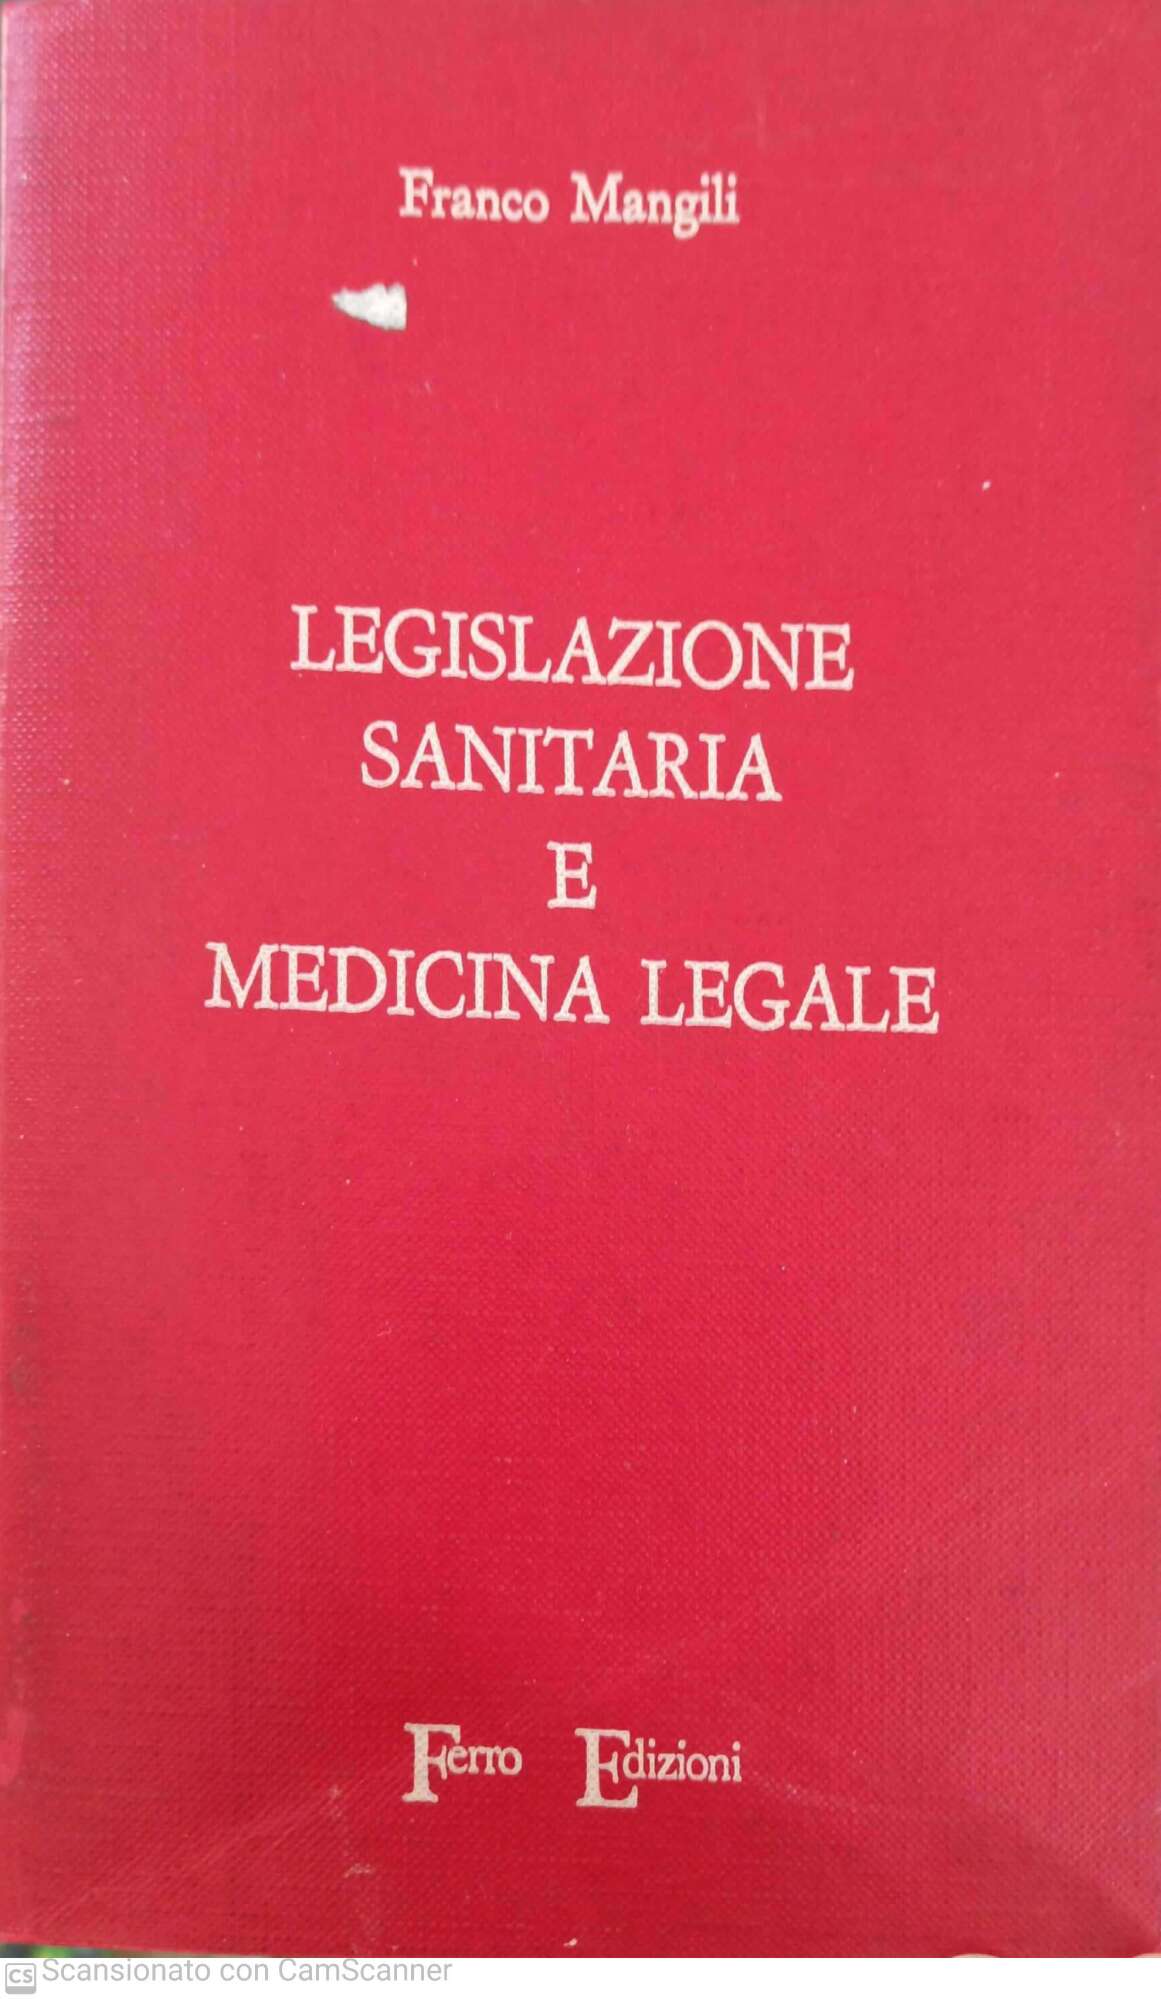 Franco Mangili
LEGISLAZIONE
SANITARIA
E
MEDICINA LEGALE
Ferro Edizioni
CS Scansionato con CamScanner